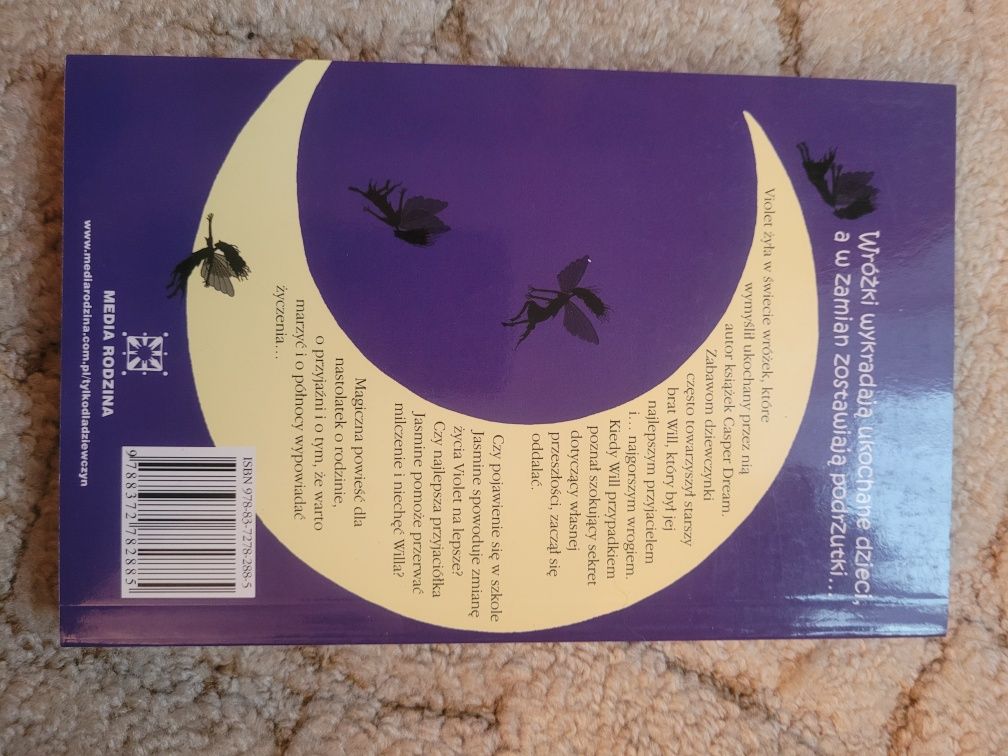 Wróżki wykradają ukochane dzieci,
a w zamian zostawiają podrzutki...
Violet żyła w świecie wróżek, które
wymyślił ukochany przez nią
autor książek Casper Dream.
Zabawom dziewczynki
często towarzyszył starszy
brat Will, który był jej
najlepszym przyjacielem
i... najgorszym wrogiem.
Kiedy Will przypadkiem
poznał szokujący sekret
dotyczący własnej
przeszłości, zaczął się
oddalać.
Czy pojawienie się w szkole
Jasmine spowoduje zmianę
życia Violet na lepsze?
Czy najlepsza przyjaciółka
Jasmine pomoże przerwać
milczenie i niechęć Willa?
Magiczna powieść dla
nastolatek o rodzinie,
o przyjaźni i o tym, że warto
marzyć i o północy wypowiadać
życzenia...
ISBN 978-83-7278-288-5
9788372782885
MEDIA RODZINA
www.mediarodzina.com.pl/tylkodladziewczyn